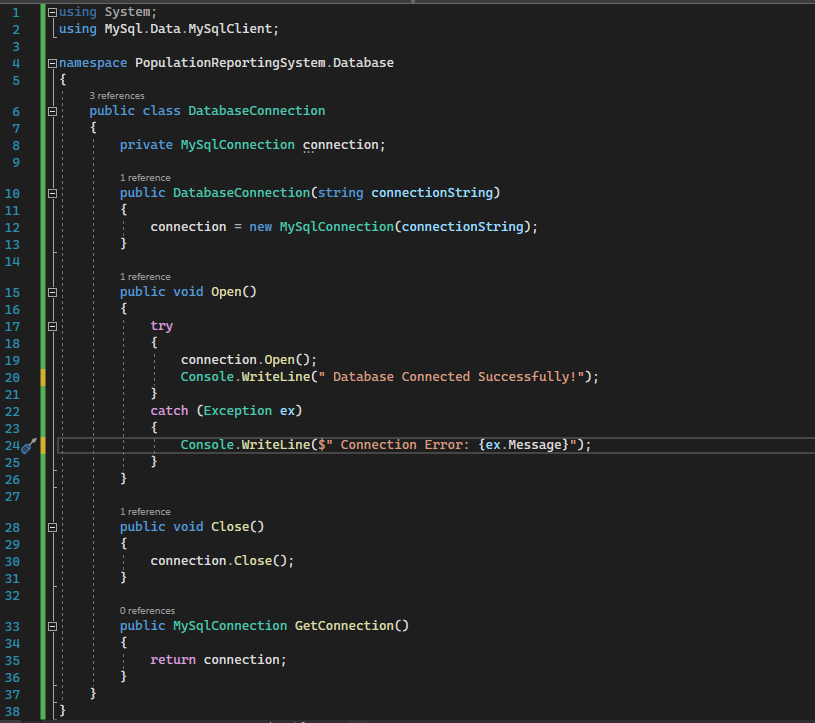 1 using System;
2 using MySql.Data.MySqlClient;
3
4 namespace PopulationReportingSystem.Database
5 {
3 references
6 public class DatabaseConnection
7 {
8 private MySqlConnection connection;
9
1 reference
10 public DatabaseConnection(string connectionString)
11 {
12 connection = new MySqlConnection(connectionString);
13 }
14
1 reference
15 public void Open()
16 {
17 try
18 {
19 connection.Open();
20 Console.WriteLine(" Database Connected Successfully!");
21 }
22 catch (Exception ex)
23 {
24 Console.WriteLine($" Connection Error: {ex.Message}");
25 }
26 }
27
1 reference
28 public void Close()
29 {
30 connection.Close();
31 }
32
0 references
33 public MySqlConnection GetConnection()
34 {
35 return connection;
36 }
37 }
38 }